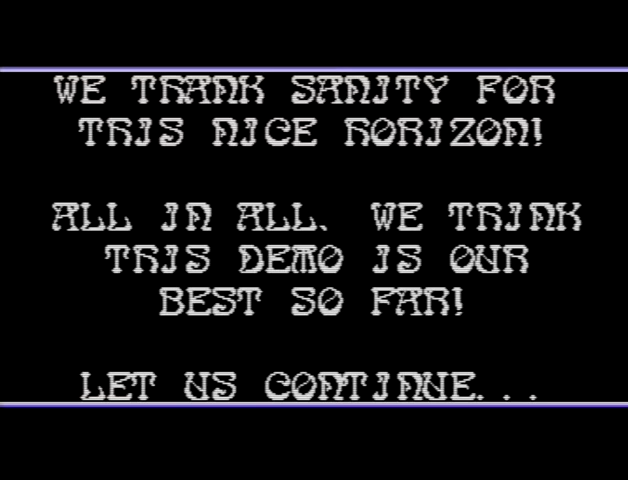 WE THANK SANITY FOR
THIS NICE HORIZON!
ALL IN ALL. WE THINK
THIS DEMO IS OUR
BEST SO FAR!
LET US CONTINUE...